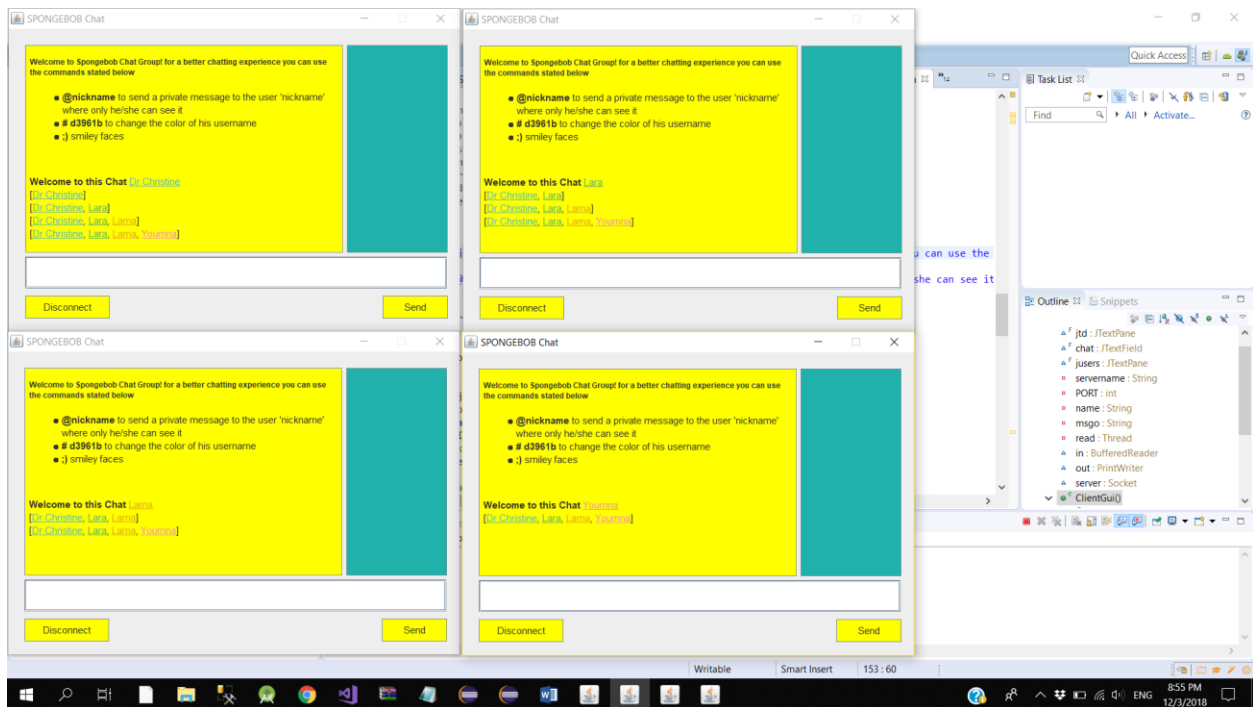 SPONGEBOB Chat
Welcome to Spongebob Chat Group! for a better chatting experience you can use
the commands stated below
@nickname to send a private message to the user 'nickname'
where only he/she can see it
# d3961b to change the color of his username
;) smiley faces
Welcome to this Chat Dr Christine
[Dr Christine]
[Dr Christine, Lara]
[Dr Christine, Lara, Lama]
[Dr Christine, Lara, Lama, Youmna]
Disconnect
Send
SPONGEBOB Chat
Welcome to Spongebob Chat Group! for a better chatting experience you can use
the commands stated below
@nickname to send a private message to the user 'nickname'
where only he/she can see it
# d3961b to change the color of his username
;) smiley faces
Welcome to this Chat Lara
[Dr Christine, Lara]
[Dr Christine, Lara, Lama]
[Dr Christine, Lara, Lama, Youmna]
Disconnect
Send
SPONGEBOB Chat
Welcome to Spongebob Chat Group! for a better chatting experience you can use
the commands stated below
@nickname to send a private message to the user 'nickname'
where only he/she can see it
# d3961b to change the color of his username
;) smiley faces
Welcome to this Chat Lama
[Dr Christine, Lara, Lama]
[Dr Christine, Lara, Lama, Youmna]
Disconnect
Send
SPONGEBOB Chat
Welcome to Spongebob Chat Group! for a better chatting experience you can use
the commands stated below
@nickname to send a private message to the user 'nickname'
where only he/she can see it
# d3961b to change the color of his username
;) smiley faces
Welcome to this Chat Youmna
[Dr Christine, Lara, Lama, Youmna]
Disconnect
Send
Quick Access
Task List
Find All Activate...
u can use the
she can see it
Outline Snippets
jtd : JTextPane
chat : JTextField
jusers : JTextPane
servername : String
PORT : int
name : String
msgo : String
read : Thread
in : BufferedReader
out : PrintWriter
server : Socket
ClientGui()
Writable Smart Insert 153 : 60
ENG
8:55 PM
12/3/2018